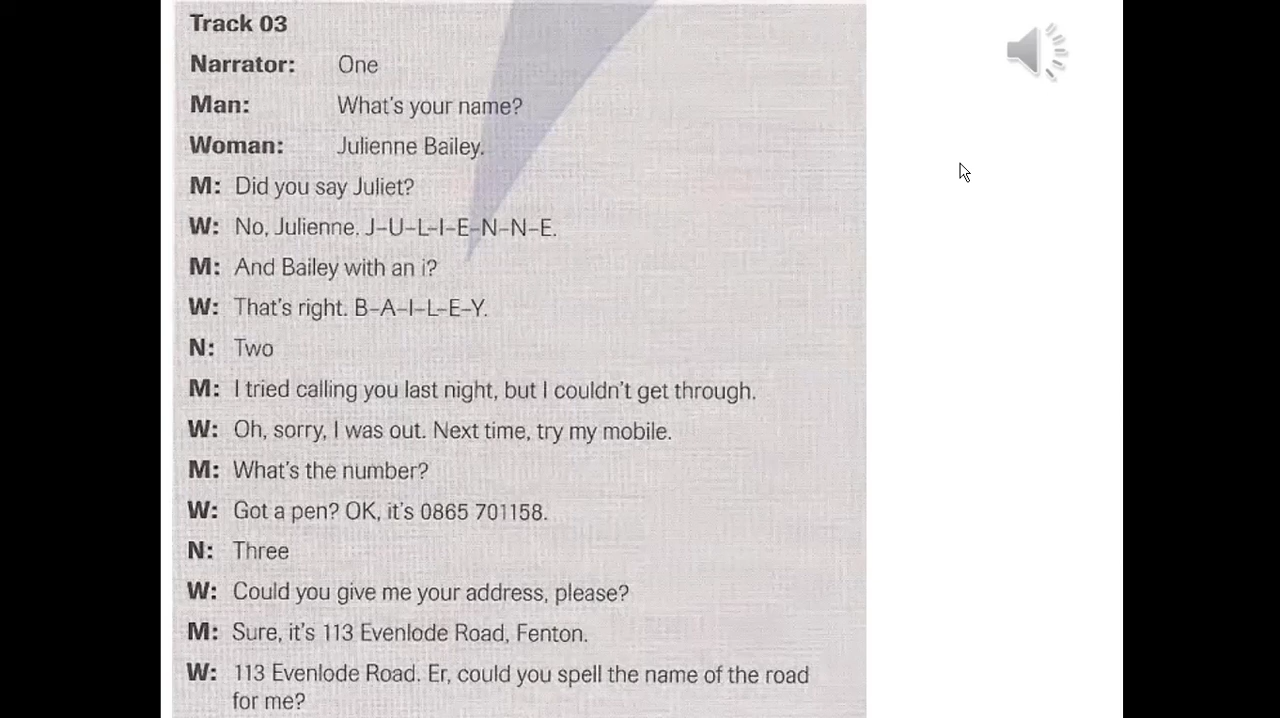 Track 03
Narrator: One
Man: What's your name?
Woman: Julienne Bailey.
M: Did you say Juliet?
W: No, Julienne. J–U–L–I–E–N–N–E.
M: And Bailey with an i?
W: That's right. B–A–I–L–E–Y.
N: Two
M: I tried calling you last night, but I couldn't get through.
W: Oh, sorry, I was out. Next time, try my mobile.
M: What's the number?
W: Got a pen? OK, it's 0865 701158.
N: Three
W: Could you give me your address, please?
M: Sure, it's 113 Evenlode Road, Fenton.
W: 113 Evenlode Road. Er, could you spell the name of the road
for me?